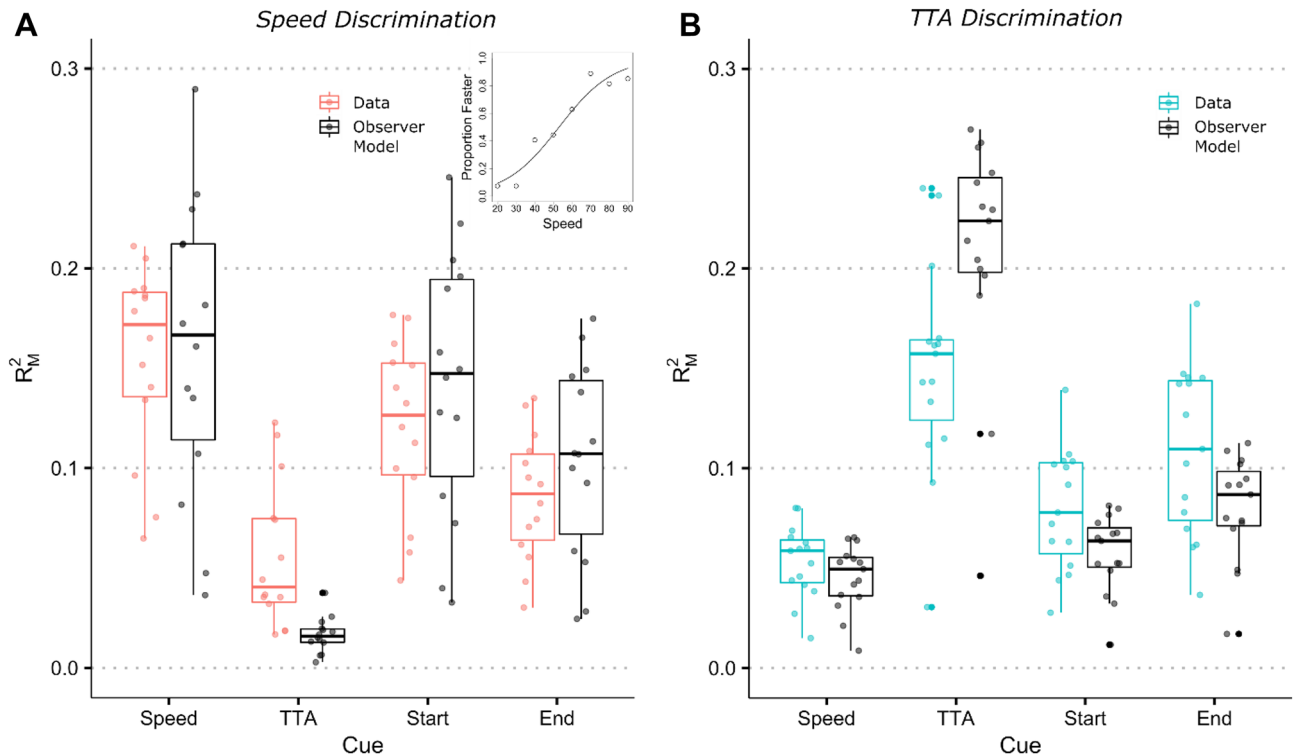 A
Speed Discrimination
0.3
0.2
0.1
0.0
R²M
Data
Observer
Model
Proportion Faster
1.0
0.8
0.6
0.4
0.2
0.0
20 30 40 50 60 70 80 90
Speed
Speed TTA Start End
Cue
B
TTA Discrimination
0.3
0.2
0.1
0.0
R²M
Data
Observer
Model
Speed TTA Start End
Cue